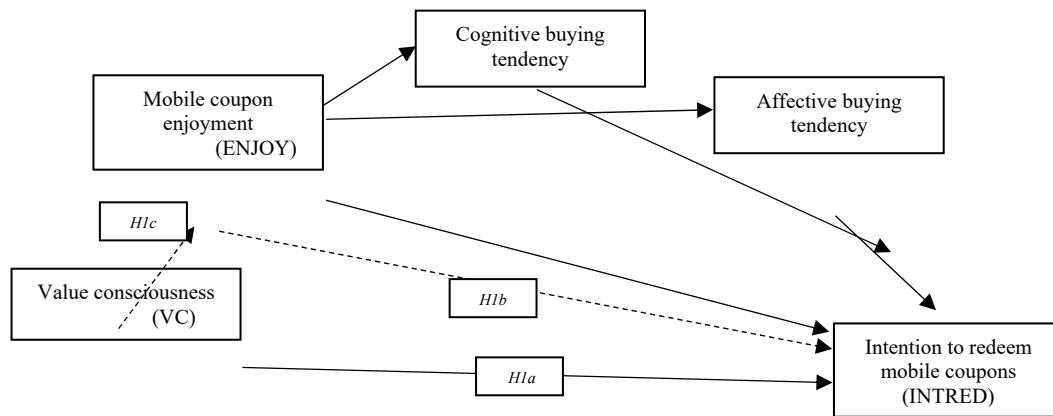 Cognitive buying
tendency
Mobile coupon
enjoyment
(ENJOY)
Affective buying
tendency
H1c
Value consciousness
(VC)
H1b
Intention to redeem
mobile coupons
(INTRED)
H1a